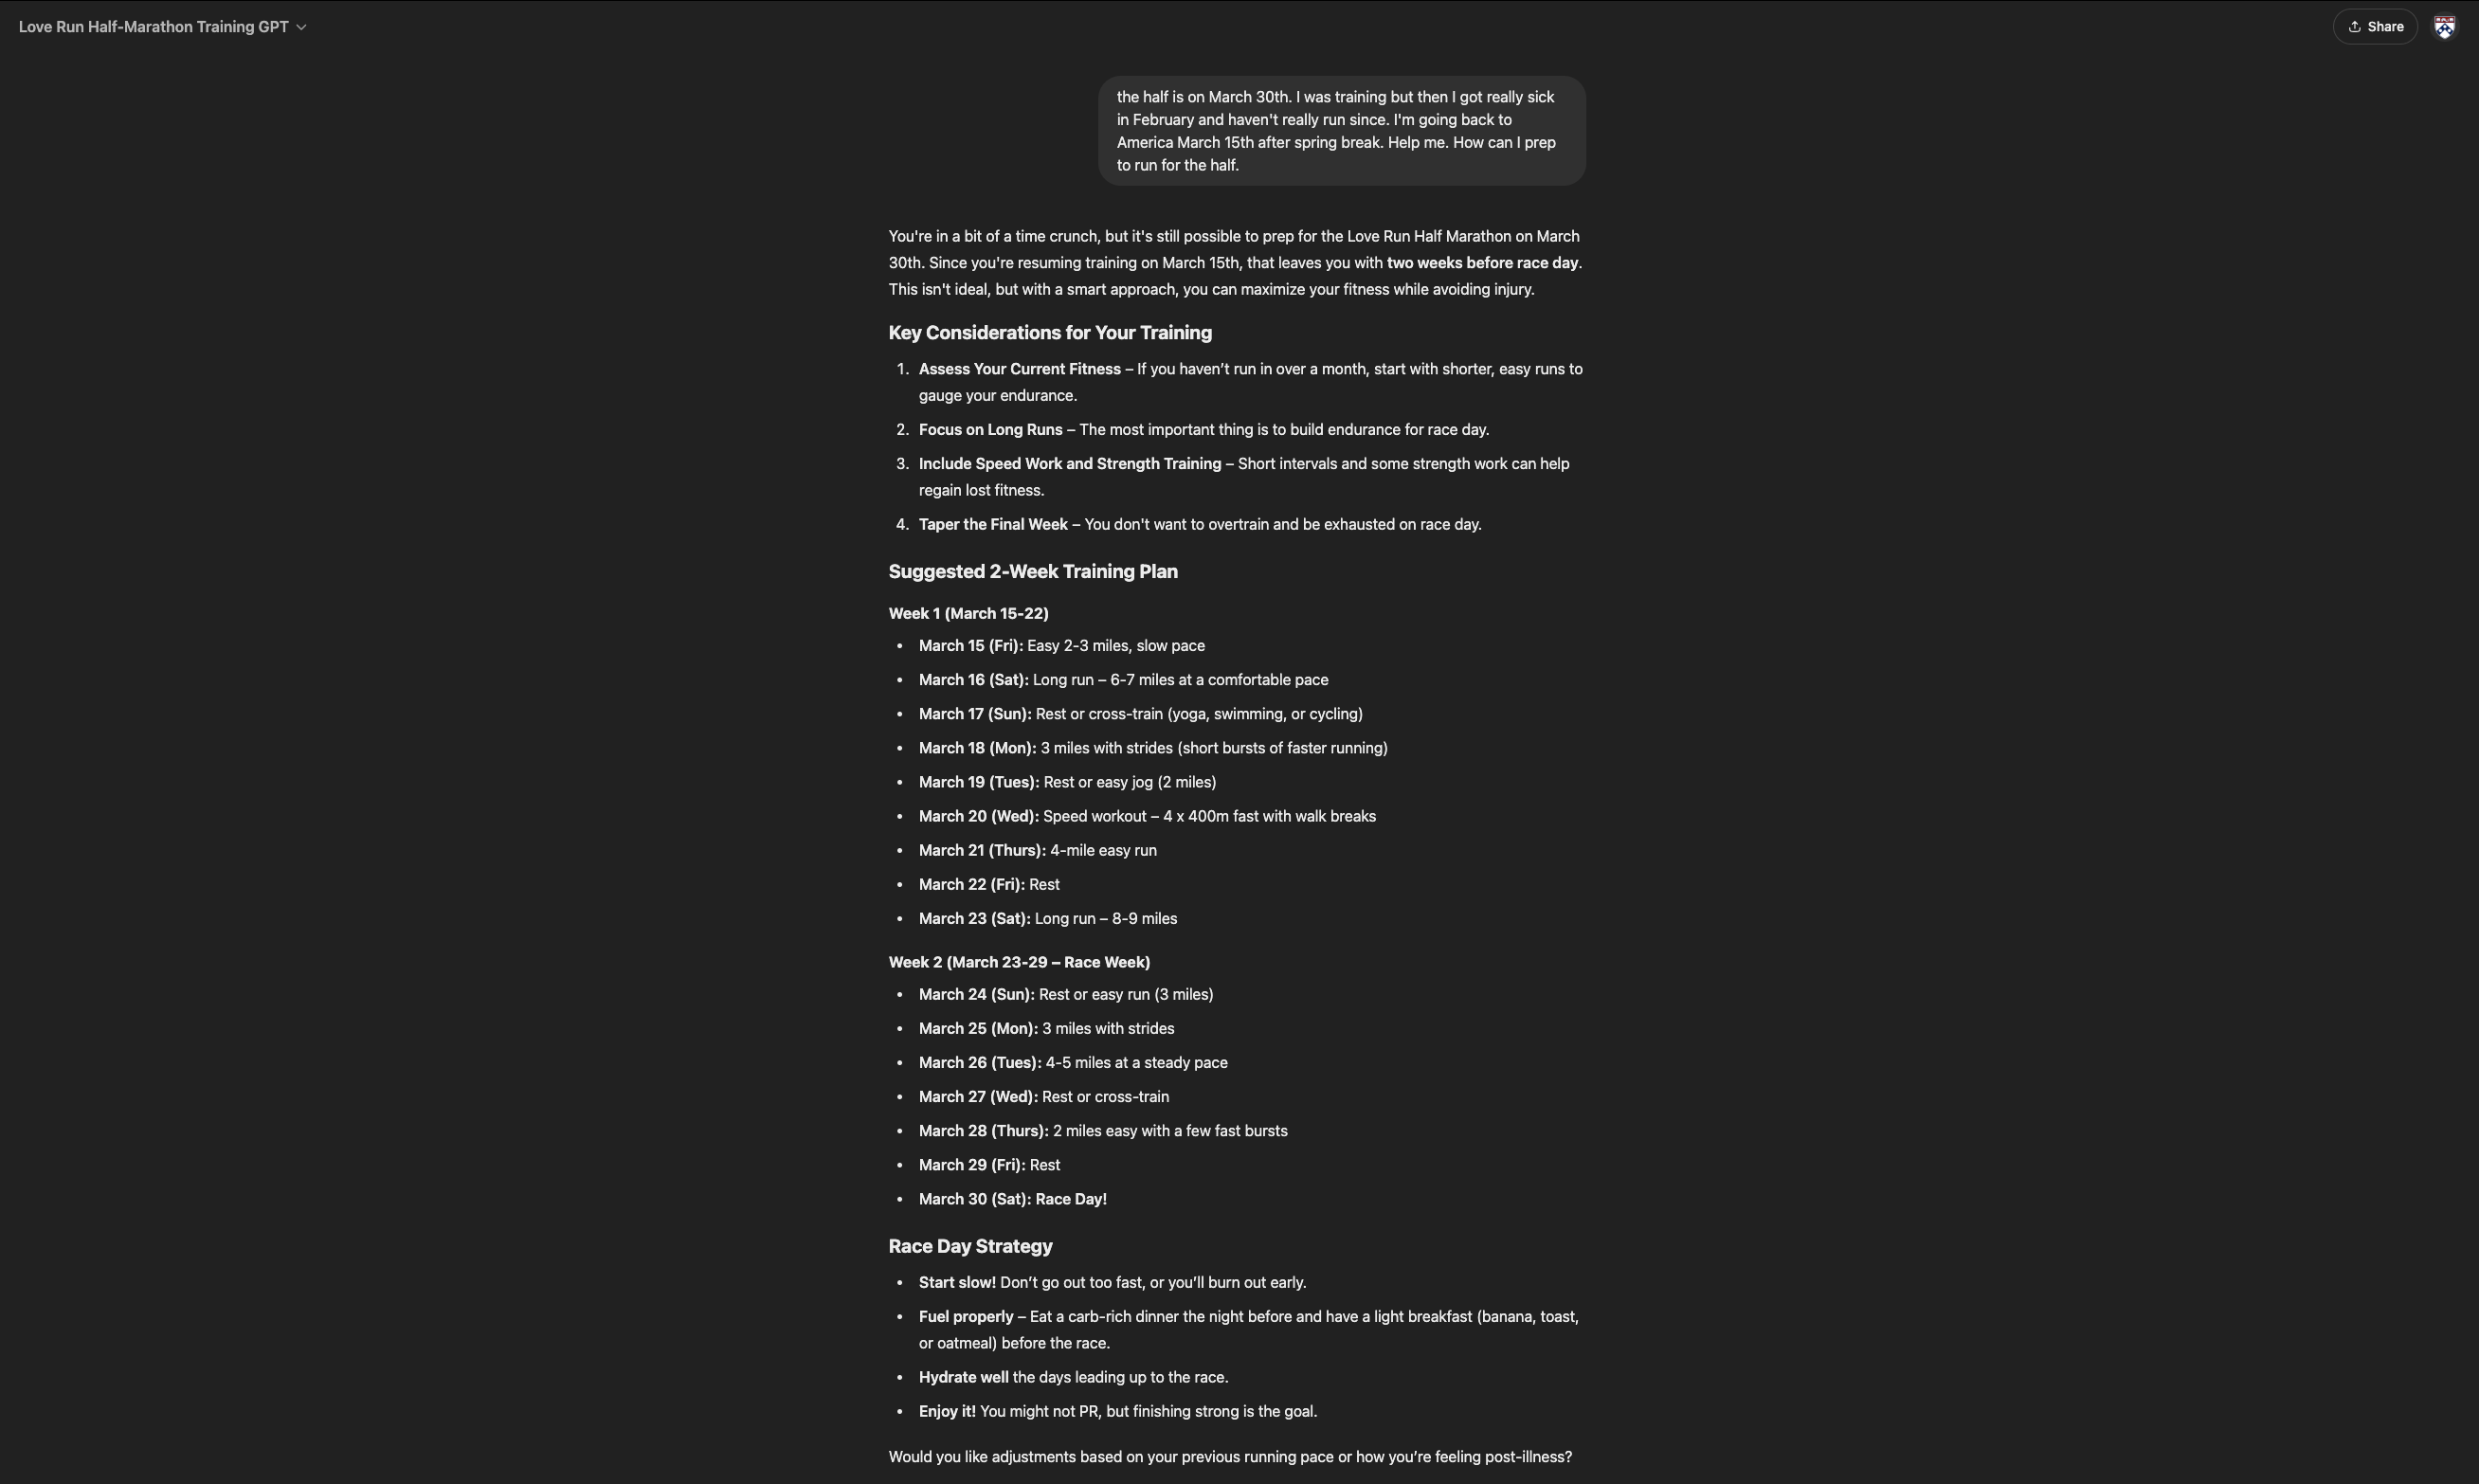 Love Run Half-Marathon Training GPT
Share
the half is on March 30th. I was training but then I got really sick
in February and haven't really run since. I'm going back to
America March 15th after spring break. Help me. How can I prep
to run for the half.
You're in a bit of a time crunch, but it's still possible to prep for the Love Run Half Marathon on March
30th. Since you're resuming training on March 15th, that leaves you with two weeks before race day.
This isn't ideal, but with a smart approach, you can maximize your fitness while avoiding injury.
Key Considerations for Your Training
1. Assess Your Current Fitness – If you haven’t run in over a month, start with shorter, easy runs to
gauge your endurance.
2. Focus on Long Runs – The most important thing is to build endurance for race day.
3. Include Speed Work and Strength Training – Short intervals and some strength work can help
regain lost fitness.
4. Taper the Final Week – You don't want to overtrain and be exhausted on race day.
Suggested 2-Week Training Plan
Week 1 (March 15-22)
• March 15 (Fri): Easy 2-3 miles, slow pace
• March 16 (Sat): Long run – 6-7 miles at a comfortable pace
• March 17 (Sun): Rest or cross-train (yoga, swimming, or cycling)
• March 18 (Mon): 3 miles with strides (short bursts of faster running)
• March 19 (Tues): Rest or easy jog (2 miles)
• March 20 (Wed): Speed workout – 4 x 400m fast with walk breaks
• March 21 (Thurs): 4-mile easy run
• March 22 (Fri): Rest
• March 23 (Sat): Long run – 8-9 miles
Week 2 (March 23-29 – Race Week)
• March 24 (Sun): Rest or easy run (3 miles)
• March 25 (Mon): 3 miles with strides
• March 26 (Tues): 4-5 miles at a steady pace
• March 27 (Wed): Rest or cross-train
• March 28 (Thurs): 2 miles easy with a few fast bursts
• March 29 (Fri): Rest
• March 30 (Sat): Race Day!
Race Day Strategy
• Start slow! Don’t go out too fast, or you’ll burn out early.
• Fuel properly – Eat a carb-rich dinner the night before and have a light breakfast (banana, toast,
or oatmeal) before the race.
• Hydrate well the days leading up to the race.
• Enjoy it! You might not PR, but finishing strong is the goal.
Would you like adjustments based on your previous running pace or how you’re feeling post-illness?